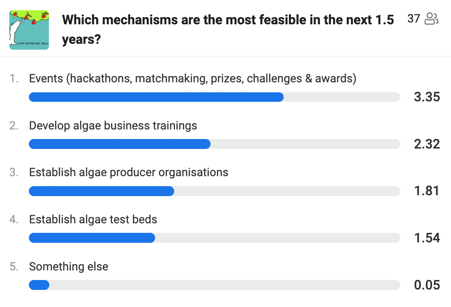 Which mechanisms are the most feasible in the next 1.5
years?
37
1. Events (hackathons, matchmaking, prizes, challenges & awards)
3.35
2. Develop algae business trainings
2.32
3. Establish algae producer organisations
1.81
4. Establish algae test beds
1.54
5. Something else
0.05